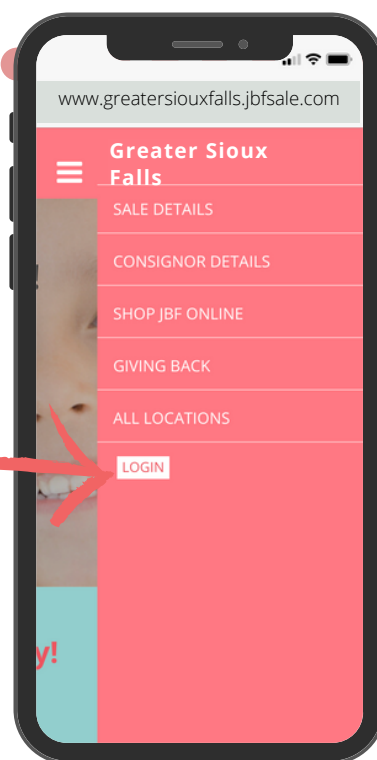 www.greatersiouxfalls.jbfsale.com
Greater Sioux
Falls
SALE DETAILS
CONSIGNOR DETAILS
SHOP JBF ONLINE
GIVING BACK
ALL LOCATIONS
LOGIN
y!